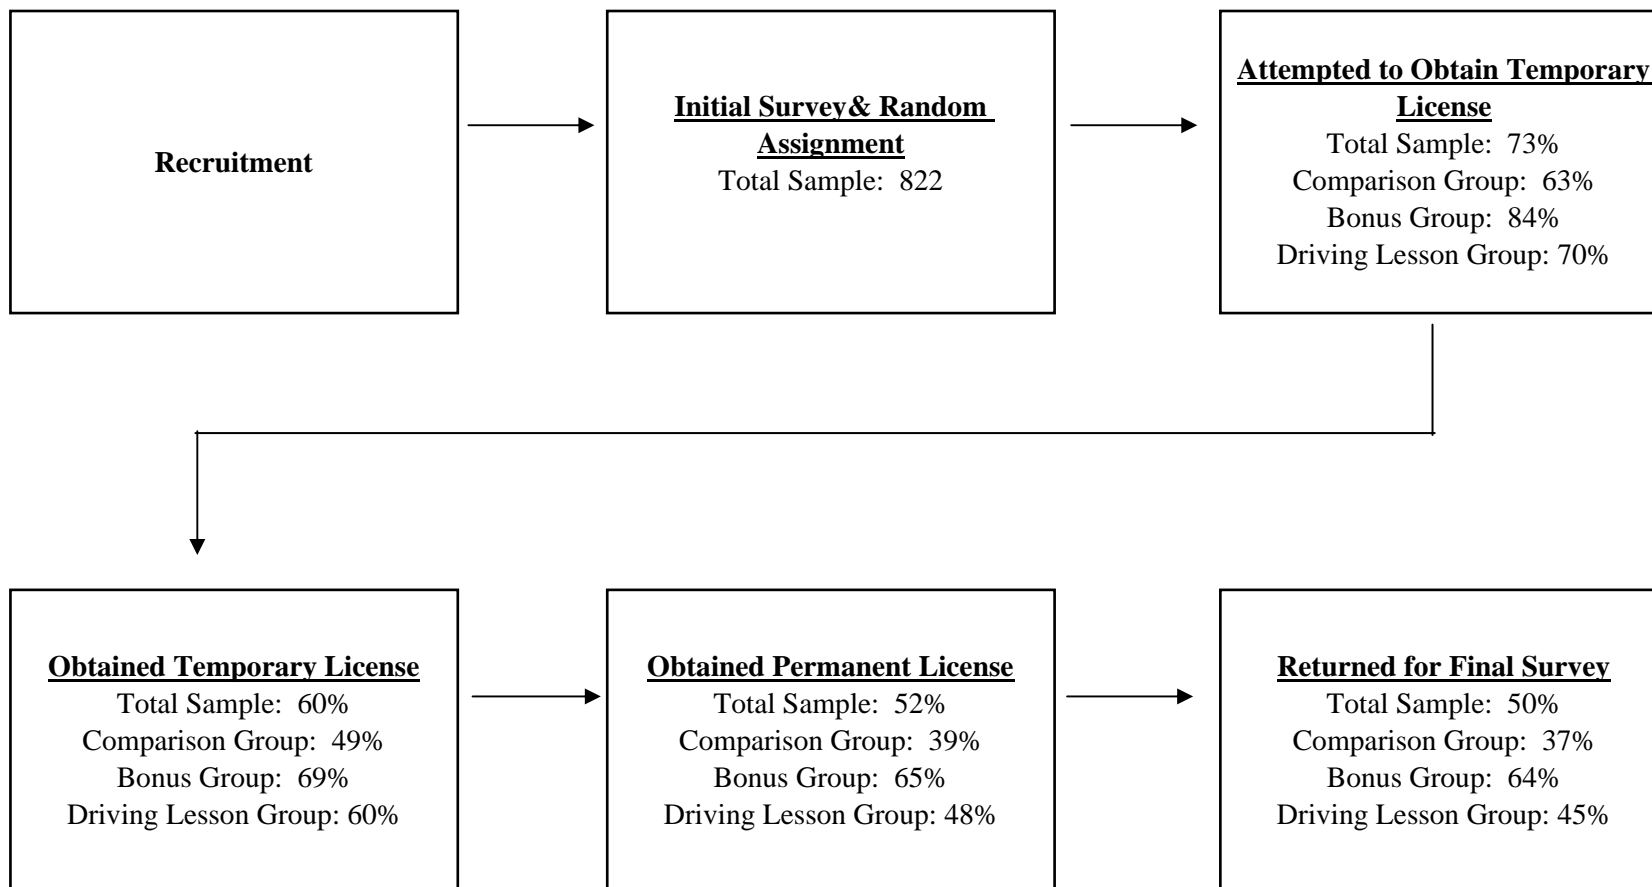 Recruitment
Initial Survey& Random
Assignment
Total Sample: 822
Attempted to Obtain Temporary
License
Total Sample: 73%
Comparison Group: 63%
Bonus Group: 84%
Driving Lesson Group: 70%
Obtained Temporary License
Total Sample: 60%
Comparison Group: 49%
Bonus Group: 69%
Driving Lesson Group: 60%
Obtained Permanent License
Total Sample: 52%
Comparison Group: 39%
Bonus Group: 65%
Driving Lesson Group: 48%
Returned for Final Survey
Total Sample: 50%
Comparison Group: 37%
Bonus Group: 64%
Driving Lesson Group: 45%